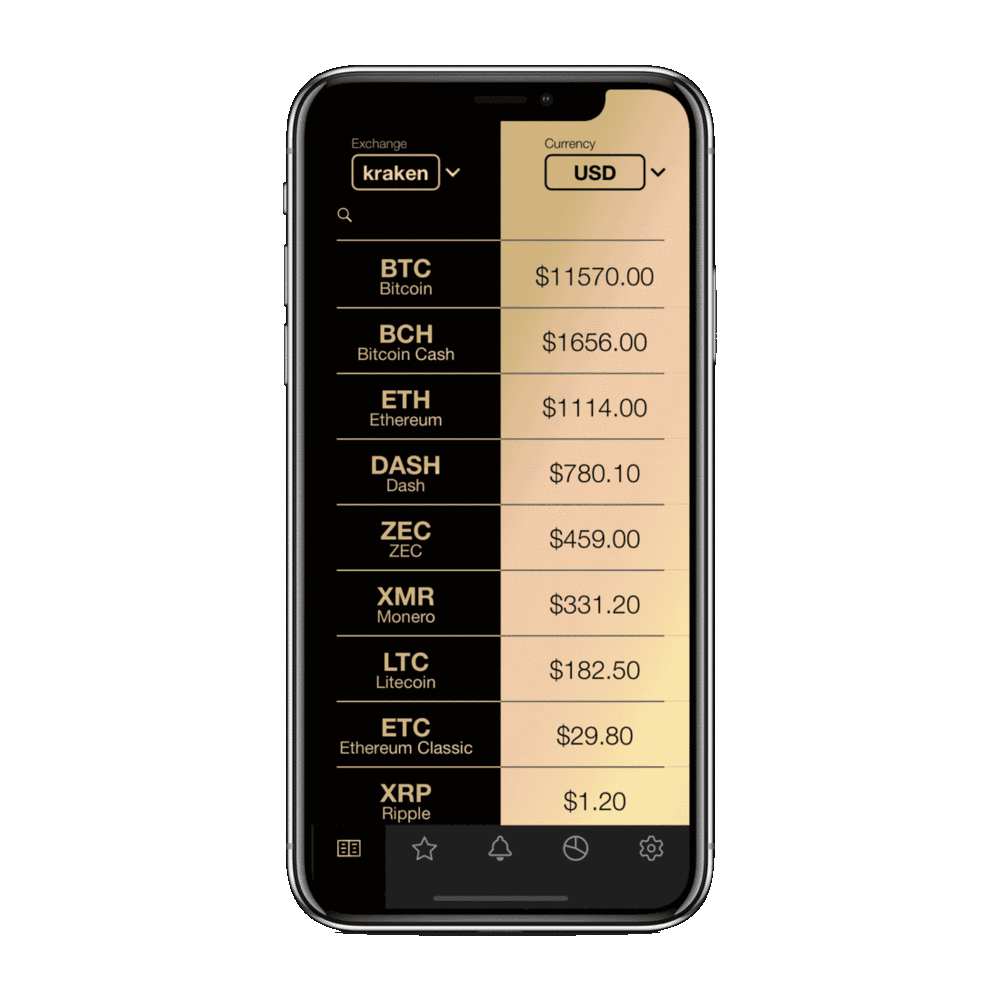 Exchange
Currency
kraken
USD
BTC
Bitcoin
$11570.00
BCH
Bitcoin Cash
$1656.00
ETH
Ethereum
$1114.00
DASH
Dash
$780.10
ZEC
ZEC
$459.00
XMR
Monero
$331.20
LTC
Litecoin
$182.50
ETC
Ethereum Classic
$29.80
XRP
Ripple
$1.20